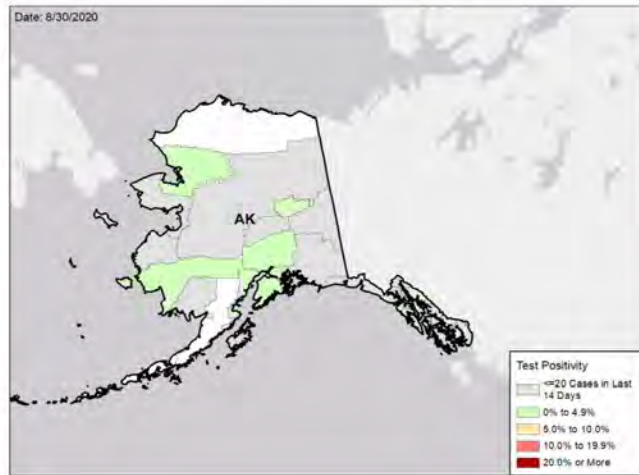 Date: 8/30/2020
AK
Test Positivity
<=20 Cases in Last
14 Days
0% to 4.9%
5.0% to 10.0%
10.0% to 19.9%
20.0% or More